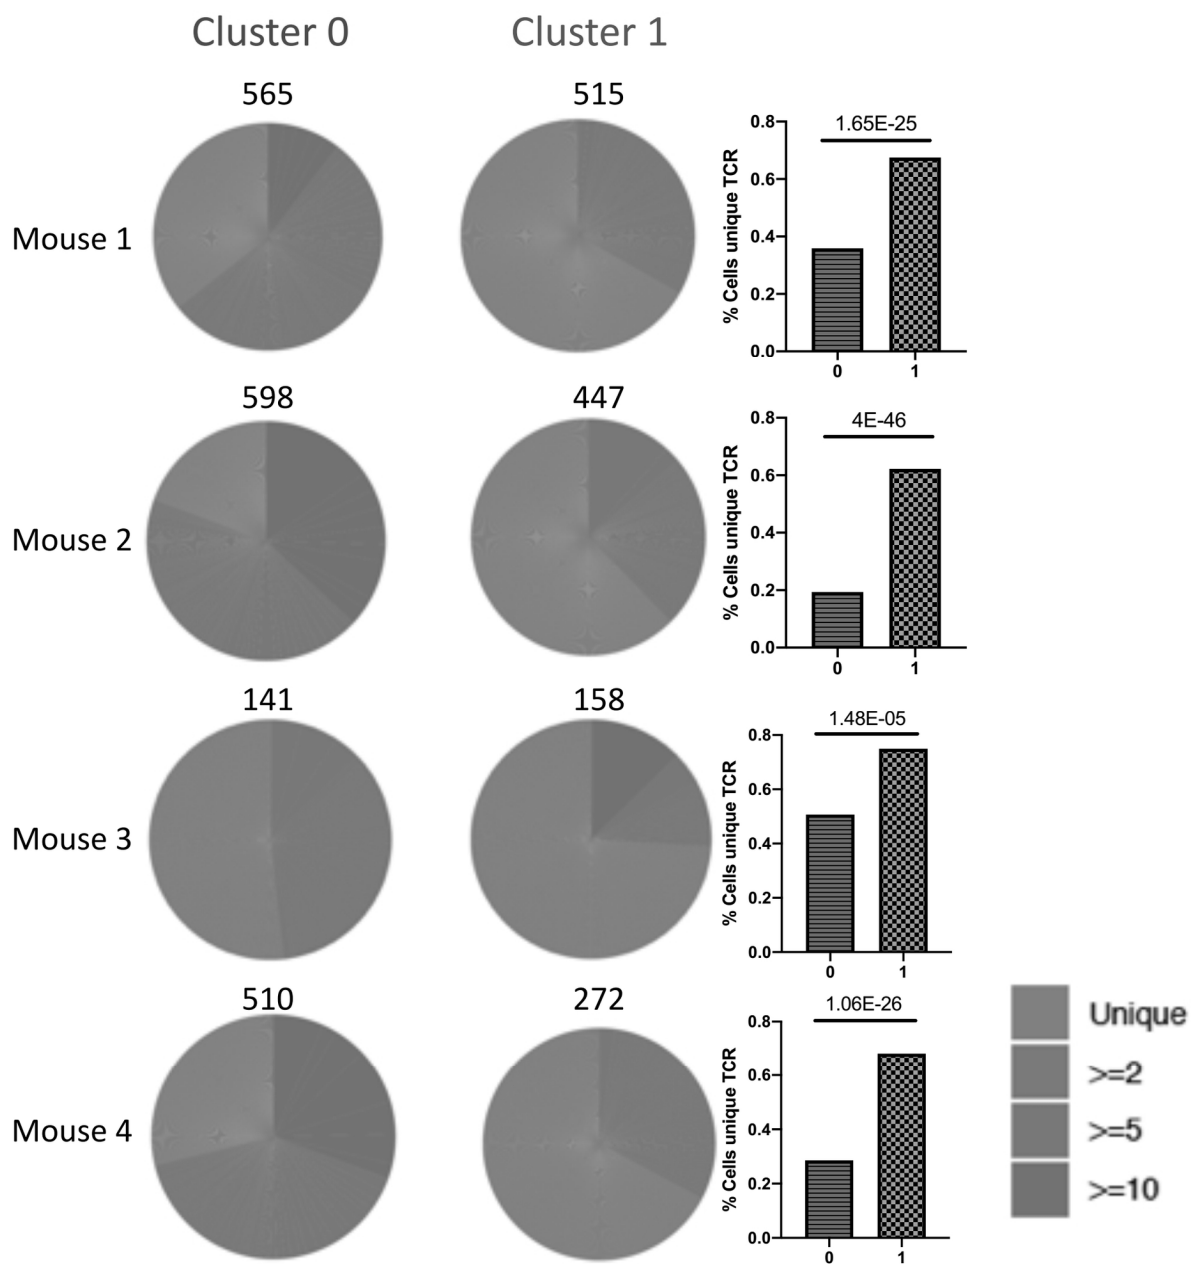 Cluster 0 Cluster 1
565 515
Mouse 1
% Cells unique TCR
1.65E-25
0.8
0.6
0.4
0.2
0.0
0 1
598 447
Mouse 2
% Cells unique TCR
4E-46
0.8
0.6
0.4
0.2
0.0
0 1
141 158
Mouse 3
% Cells unique TCR
1.48E-05
0.8
0.6
0.4
0.2
0.0
0 1
510 272
Mouse 4
% Cells unique TCR
1.06E-26
0.8
0.6
0.4
0.2
0.0
0 1
Unique
>=2
>=5
>=10